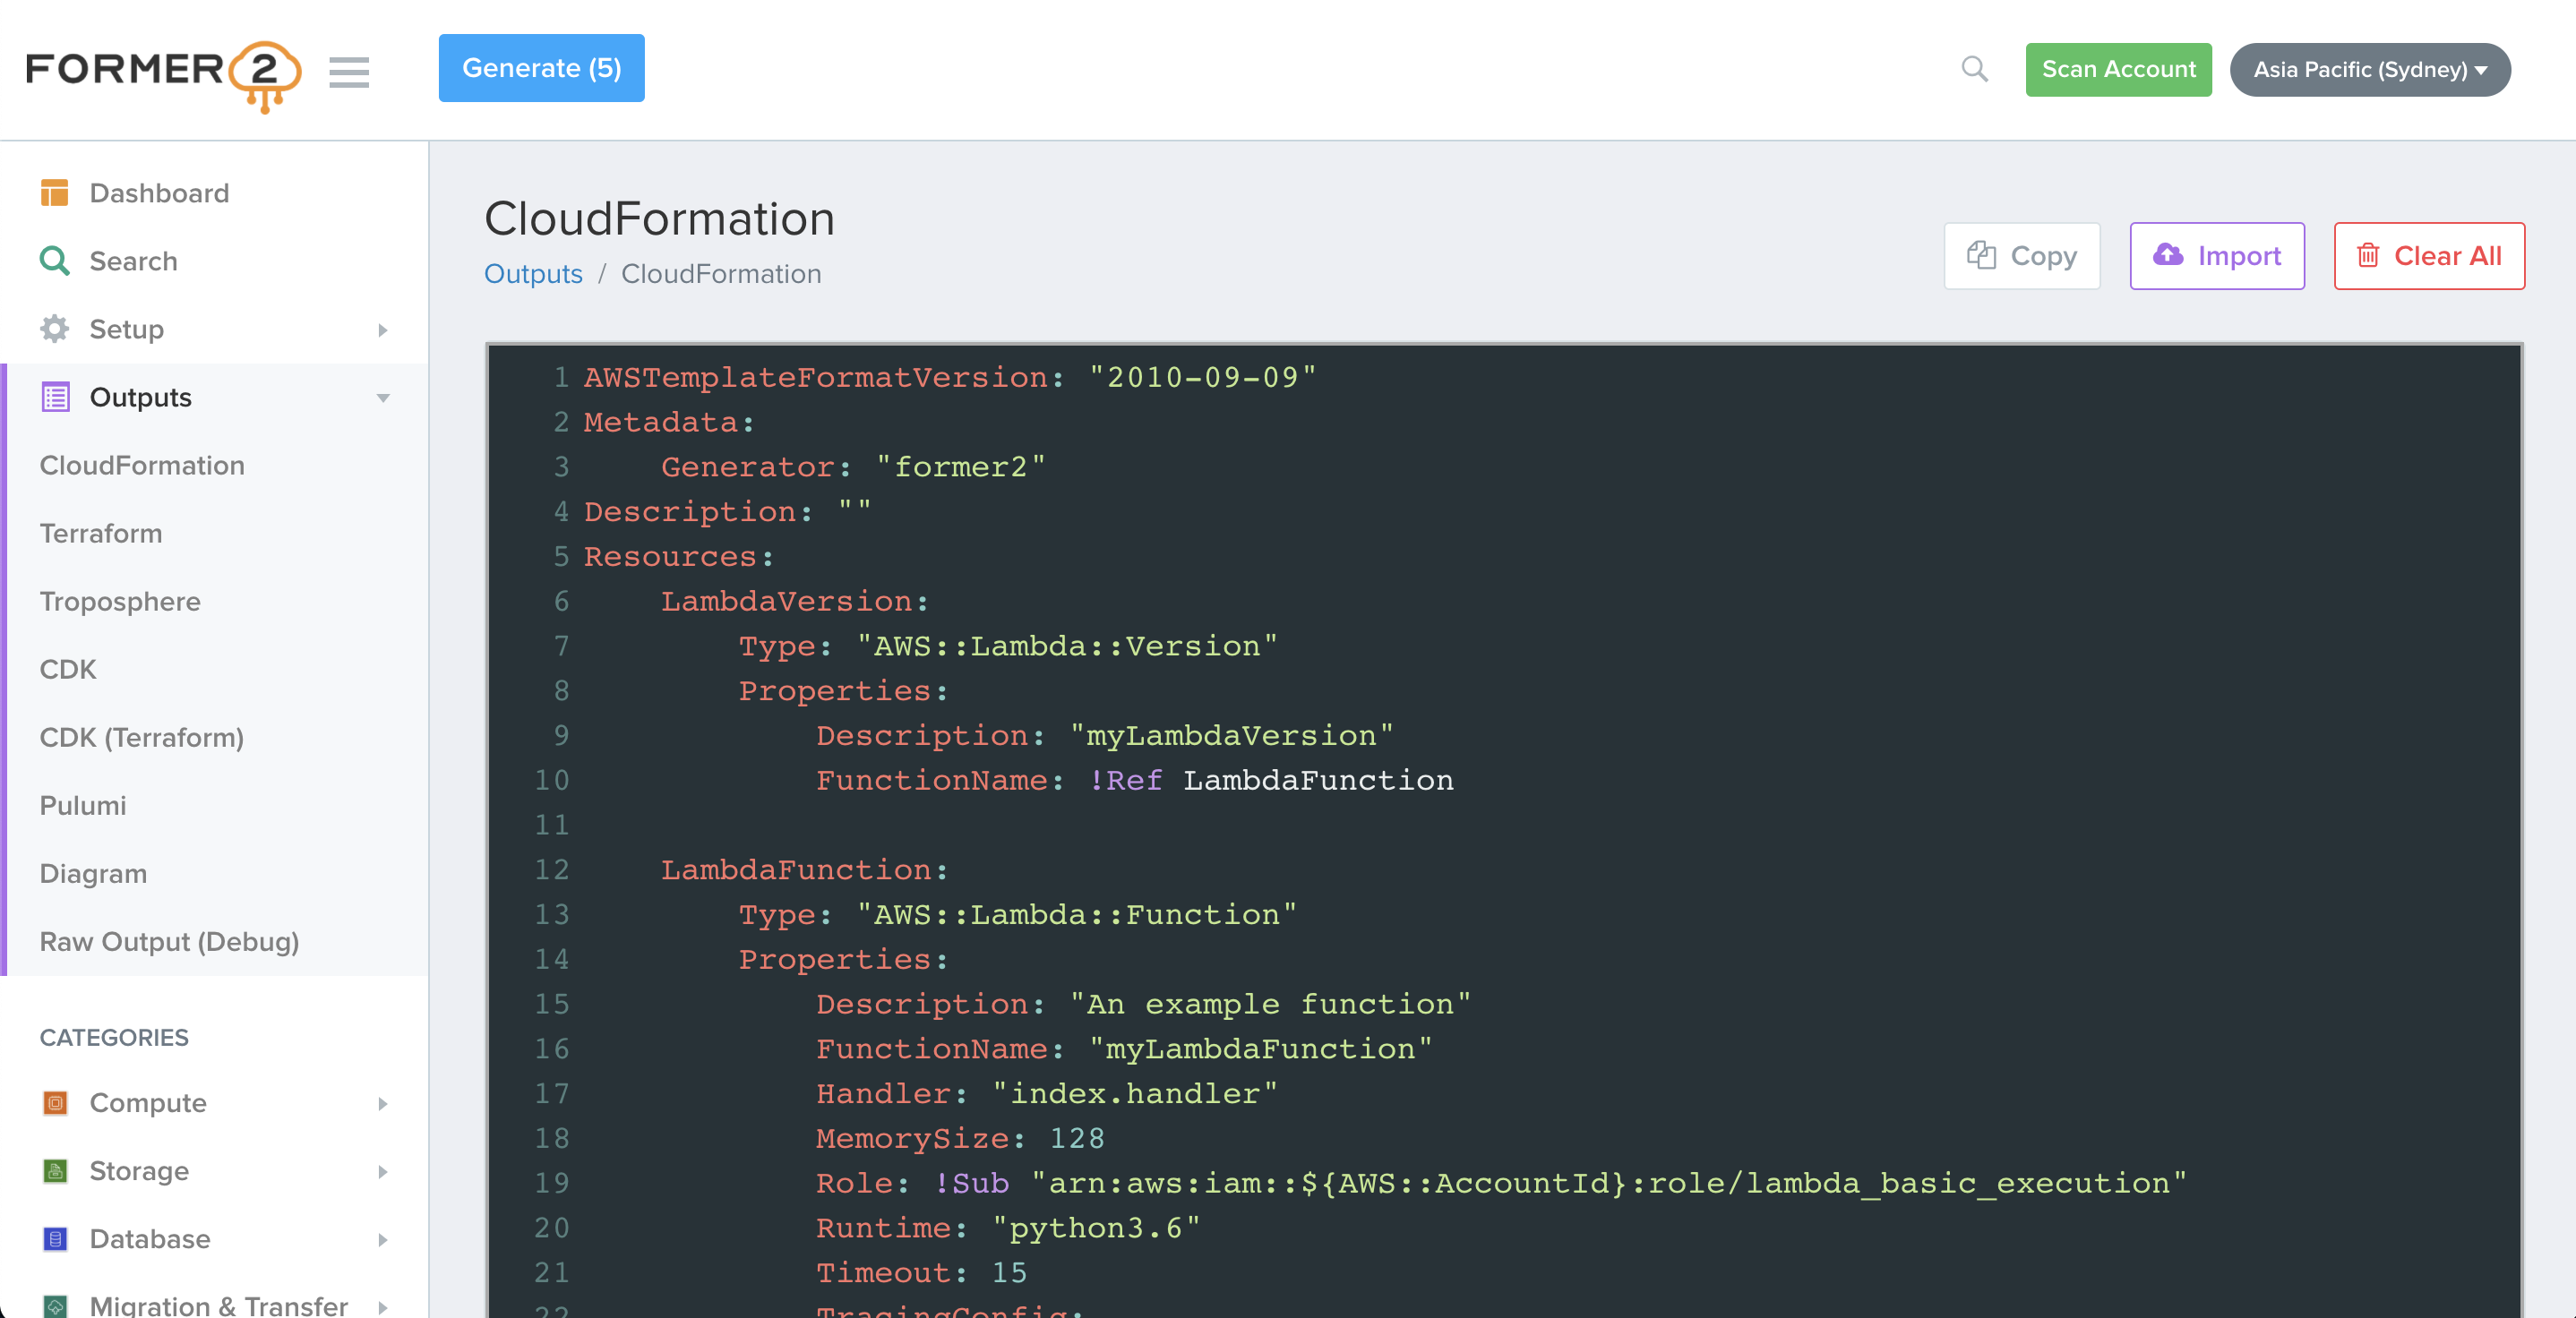 FORMER2
Generate (5)
Scan Account
Asia Pacific (Sydney)
Dashboard
Search
Setup
Outputs
CloudFormation
Terraform
Troposphere
CDK
CDK (Terraform)
Pulumi
Diagram
Raw Output (Debug)
CATEGORIES
Compute
Storage
Database
Migration & Transfer
CloudFormation
Outputs / CloudFormation
Copy
Import
Clear All
1 AWSTemplateFormatVersion: "2010-09-09"
2 Metadata:
3     Generator: "former2"
4 Description: ""
5 Resources:
6     LambdaVersion:
7         Type: "AWS::Lambda::Version"
8         Properties:
9             Description: "myLambdaVersion"
10             FunctionName: !Ref LambdaFunction
11
12     LambdaFunction:
13         Type: "AWS::Lambda::Function"
14         Properties:
15             Description: "An example function"
16             FunctionName: "myLambdaFunction"
17             Handler: "index.handler"
18             MemorySize: 128
19             Role: !Sub "arn:aws:iam::${AWS::AccountId}:role/lambda_basic_execution"
20             Runtime: "python3.6"
21             Timeout: 15
22             TracingConfig: